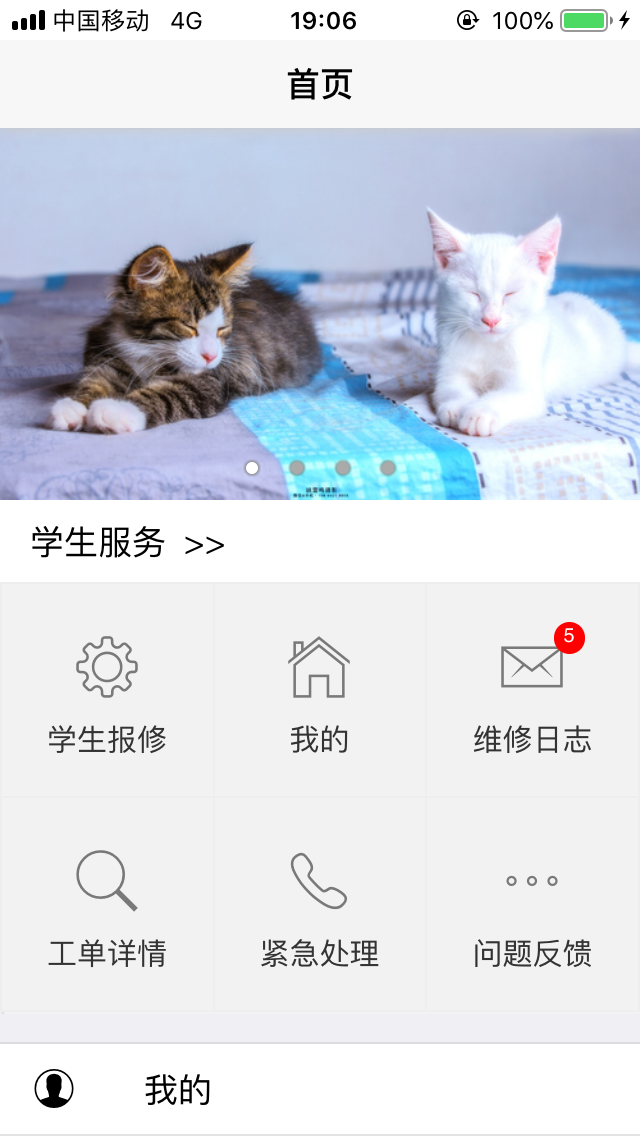 中国移动 4G 19:06 100%
首页
学生服务 >>
5
学生报修 我的 维修日志
工单详情 紧急处理 问题反馈
我的